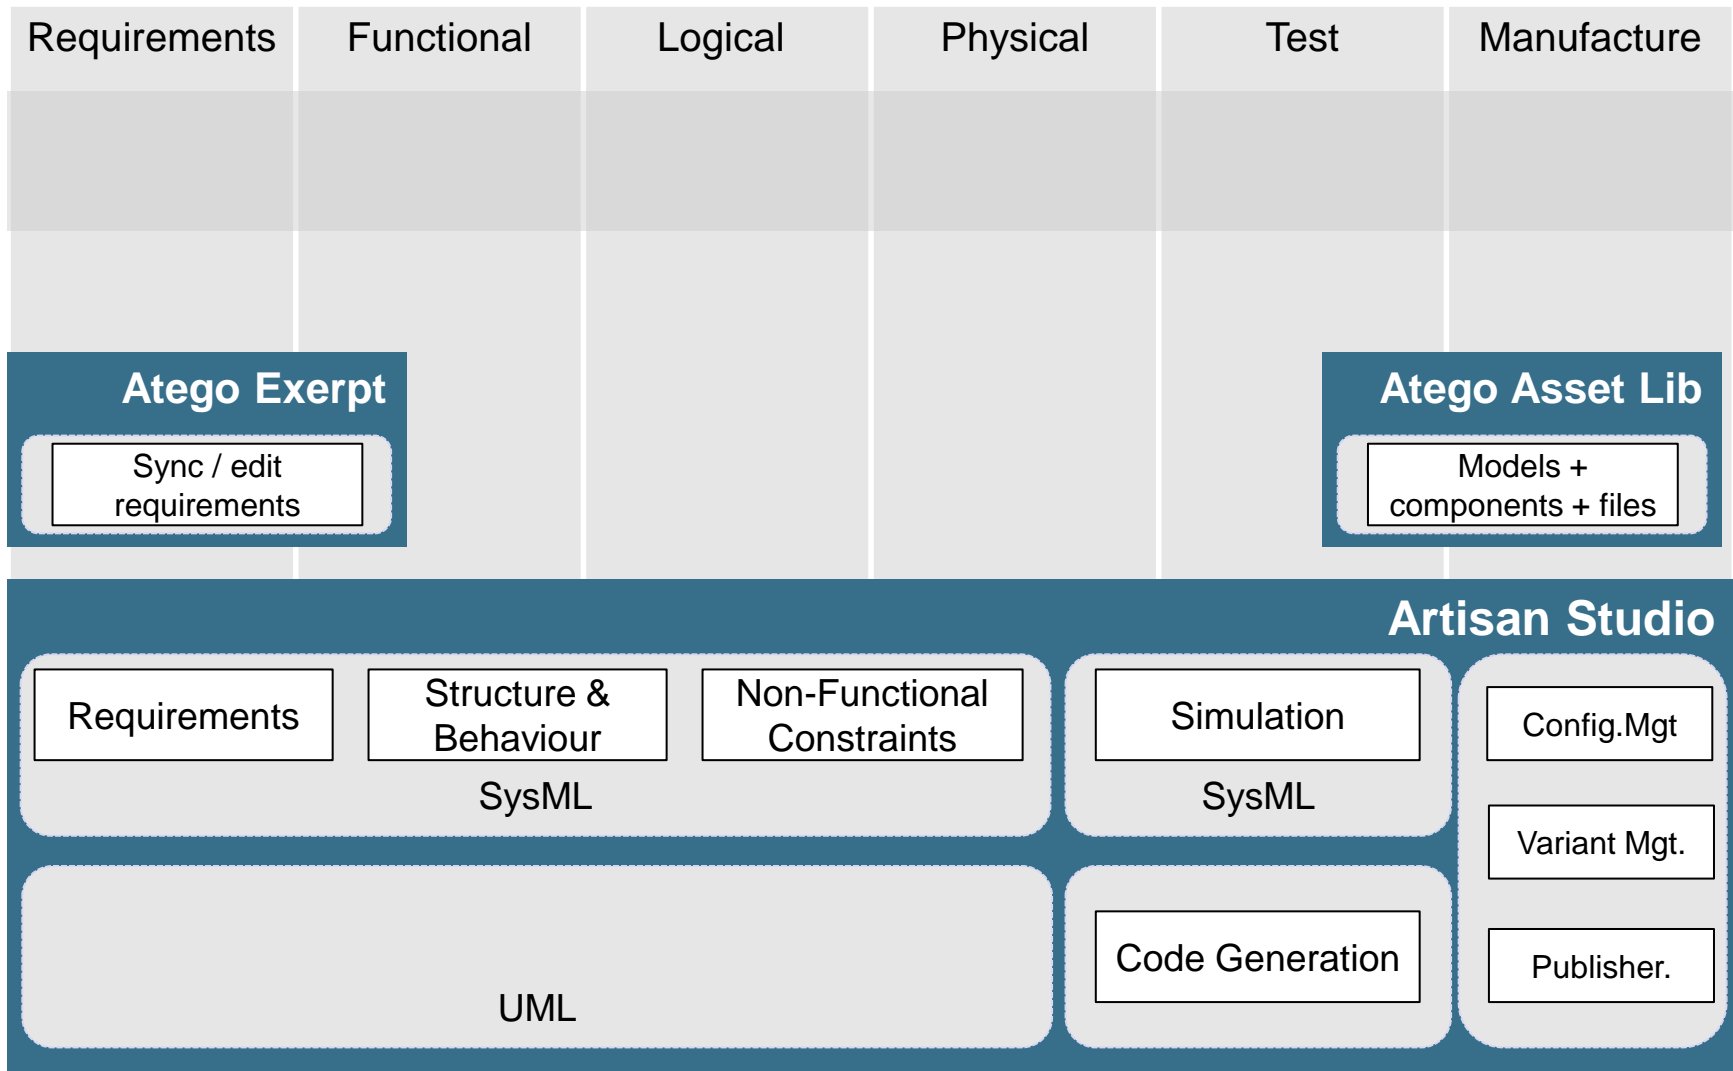 Requirements
Functional
Logical
Physical
Test
Manufacture
Atego Exerpt
Sync / edit
requirements
Atego Asset Lib
Models +
components + files
Artisan Studio
Requirements
Structure &
Behaviour
Non-Functional
Constraints
SysML
Simulation
SysML
Config.Mgt
Variant Mgt.
Publisher.
UML
Code Generation